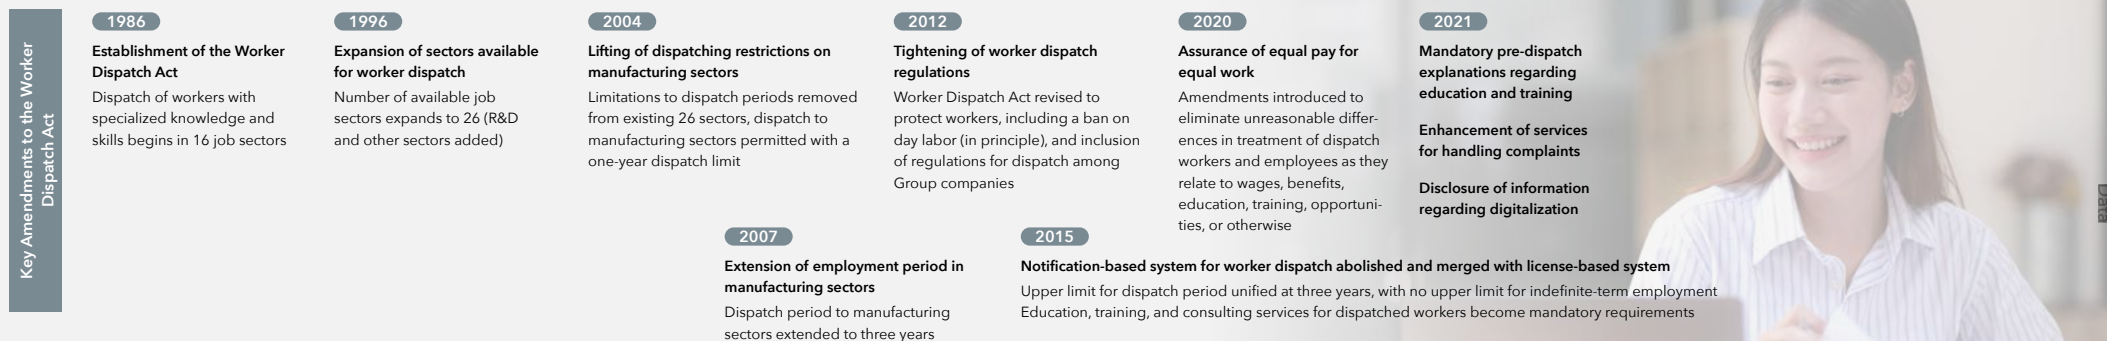 Key Amendments to the Worker
Dispatch Act
1986
Establishment of the Worker
Dispatch Act
Dispatch of workers with
specialized knowledge and
skills begins in 16 job sectors
1996
Expansion of sectors available
for worker dispatch
Number of available job
sectors expands to 26 (R&D
and other sectors added)
2004
Lifting of dispatching restrictions on
manufacturing sectors
Limitations to dispatch periods removed
from existing 26 sectors, dispatch to
manufacturing sectors permitted with a
one-year dispatch limit
2007
Extension of employment period in
manufacturing sectors
Dispatch period to manufacturing
sectors extended to three years
2012
Tightening of worker dispatch
regulations
Worker Dispatch Act revised to
protect workers, including a ban on
day labor (in principle), and inclusion
of regulations for dispatch among
Group companies
2015
Notification-based system for worker dispatch abolished and merged with license-based system
Upper limit for dispatch period unified at three years, with no upper limit for indefinite-term employment
Education, training, and consulting services for dispatched workers become mandatory requirements
2020
Assurance of equal pay for
equal work
Amendments introduced to
eliminate unreasonable differ-
ences in treatment of dispatch
workers and employees as they
relate to wages, benefits,
education, training, opportuni-
ties, or otherwise
2021
Mandatory pre-dispatch
explanations regarding
education and training
Enhancement of services
for handling complaints
Disclosure of information
regarding digitalization
Data